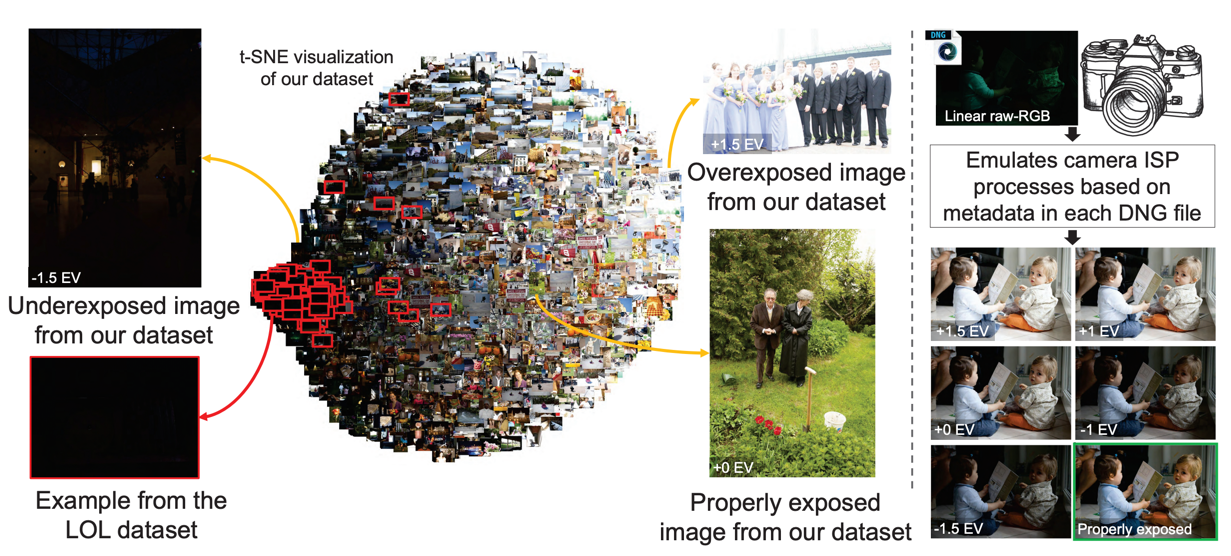 t-SNE visualization
of our dataset
-1.5 EV
Underexposed image
from our dataset
Example from the
LOL dataset
+1.5 EV
Overexposed image
from our dataset
+0 EV
Properly exposed
image from our dataset
DNG
Linear raw-RGB
Emulates camera ISP
processes based on
metadata in each DNG file
+1.5 EV
+1 EV
+0 EV
-1 EV
-1.5 EV
Properly exposed